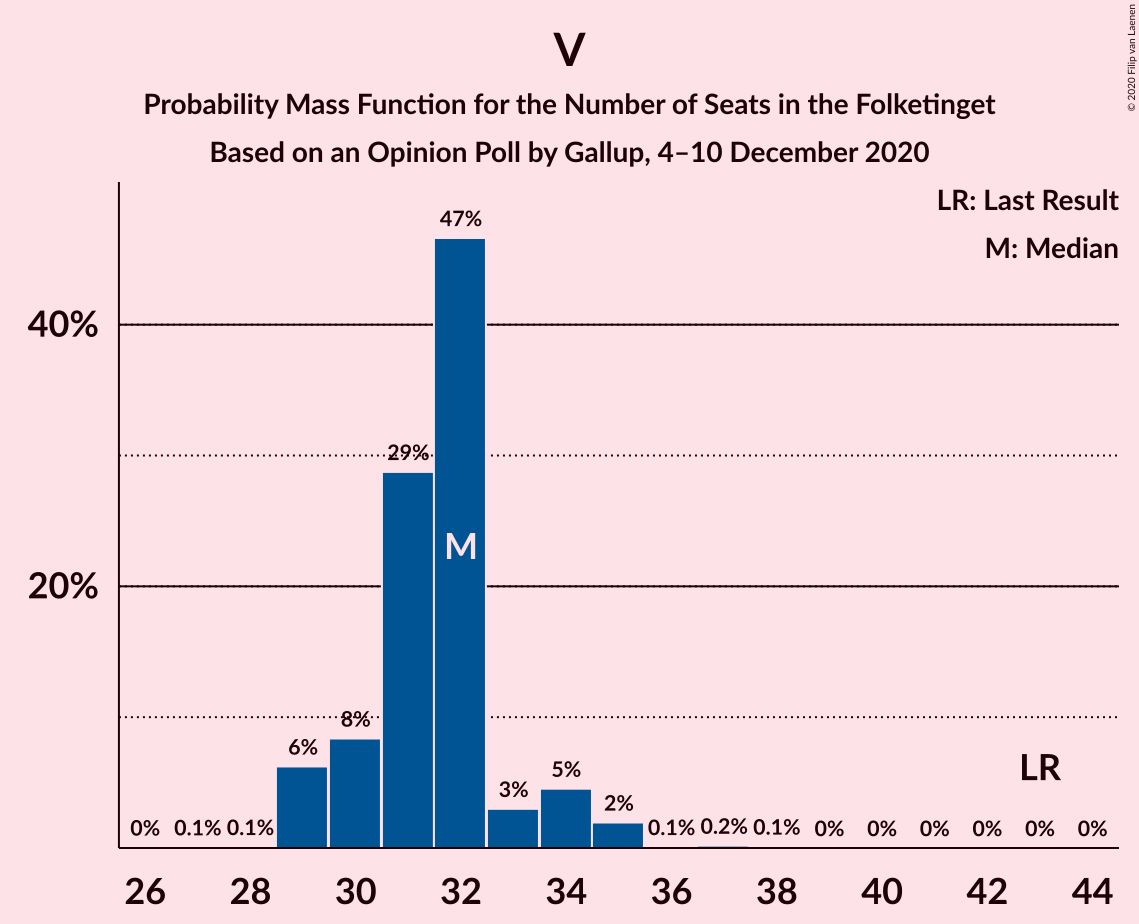 V
Probability Mass Function for the Number of Seats in the Folketinget
Based on an Opinion Poll by Gallup, 4–10 December 2020
© 2020 Filip van Laenen
LR: Last Result
M: Median
47%
40%
29%
M
20%
8%
6%
5%
3%
2%
LR
0% 0.1% 0.1% 0.1% 0.2% 0.1% 0% 0% 0% 0% 0% 0%
26 28 30 32 34 36 38 40 42 44